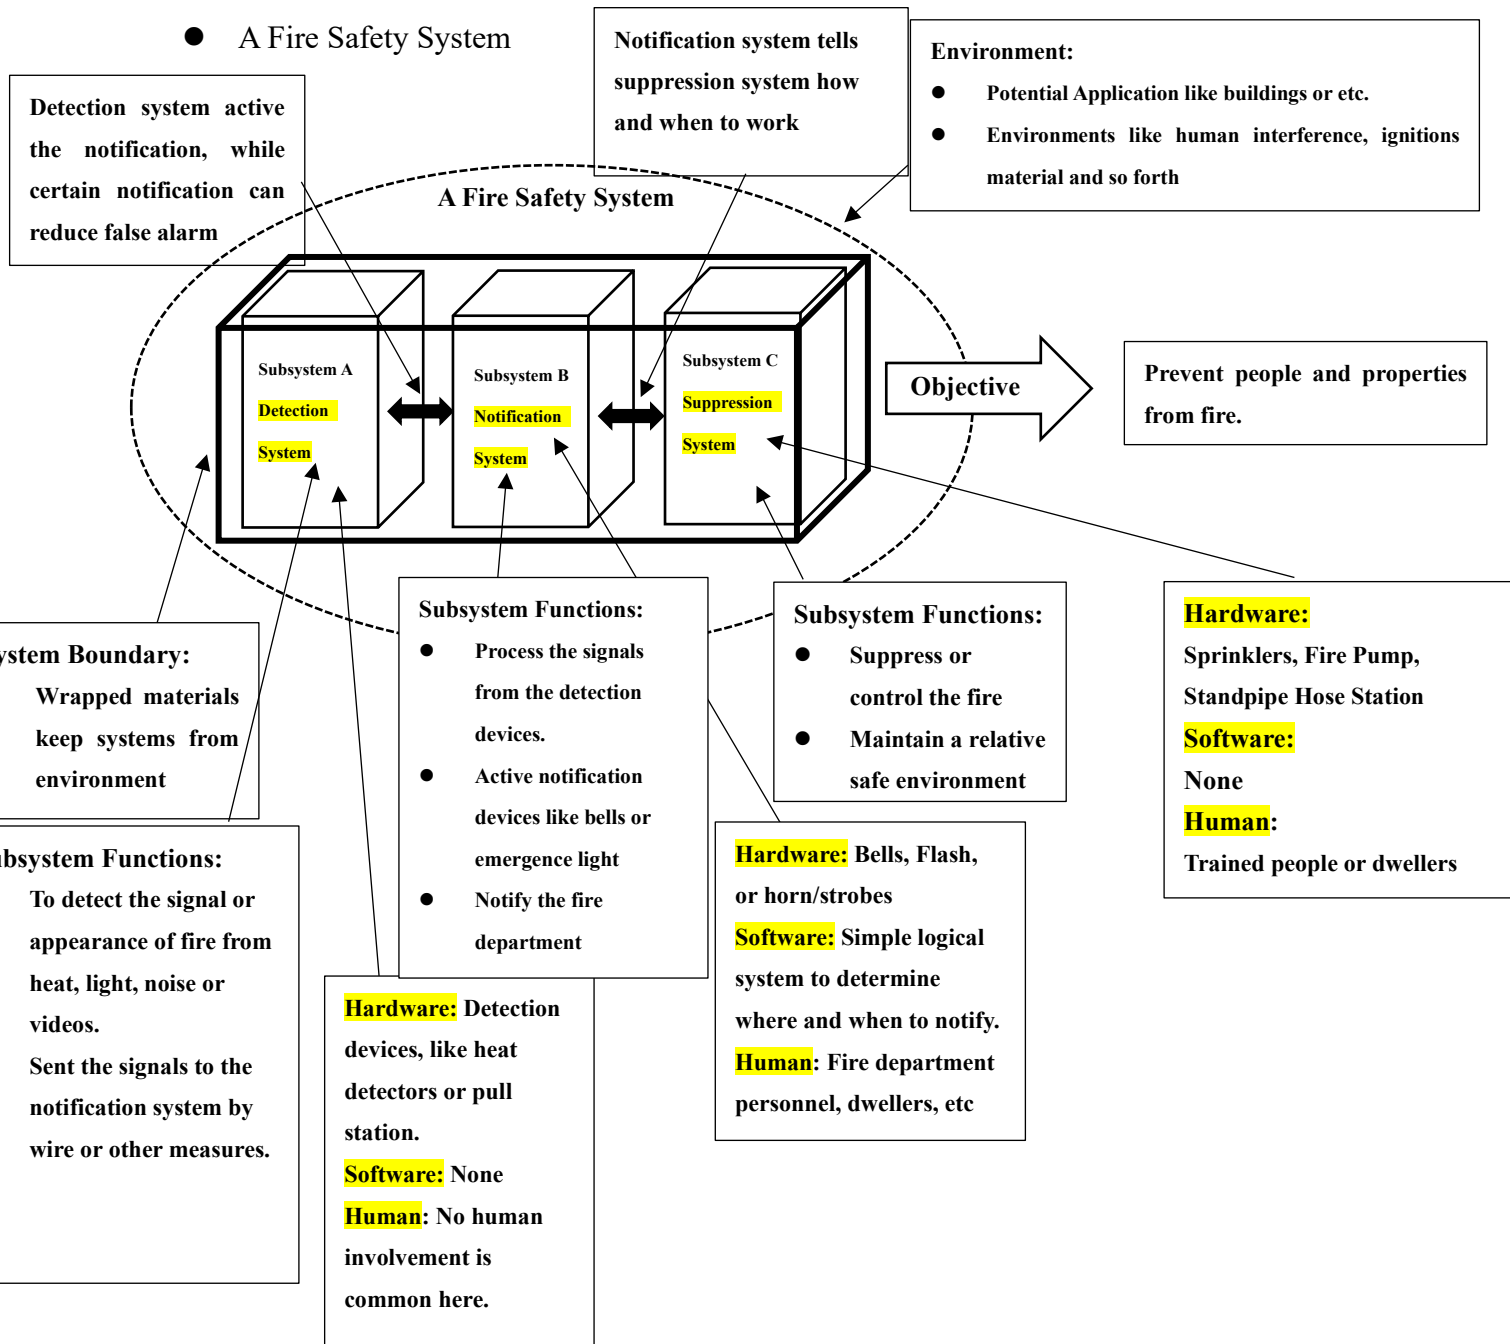 ● A Fire Safety System
Detection system active
the notification, while
certain notification can
reduce false alarm
Notification system tells
suppression system how
and when to work
Environment:
● Potential Application like buildings or etc.
● Environments like human interference, ignitions
material and so forth
A Fire Safety System
Subsystem A
Detection
System
Subsystem B
Notification
System
Subsystem C
Suppression
System
Objective
Prevent people and properties
from fire.
ystem Boundary:
Wrapped materials
keep systems from
environment
ubsystem Functions:
To detect the signal or
appearance of fire from
heat, light, noise or
videos.
Sent the signals to the
notification system by
wire or other measures.
Hardware: Detection
devices, like heat
detectors or pull
station.
Software: None
Human: No human
involvement is
common here.
Subsystem Functions:
● Process the signals
from the detection
devices.
● Active notification
devices like bells or
emergence light
● Notify the fire
department
Hardware: Bells, Flash,
or horn/strobes
Software: Simple logical
system to determine
where and when to notify.
Human: Fire department
personnel, dwellers, etc
Subsystem Functions:
● Suppress or
control the fire
● Maintain a relative
safe environment
Hardware:
Sprinklers, Fire Pump,
Standpipe Hose Station
Software:
None
Human:
Trained people or dwellers